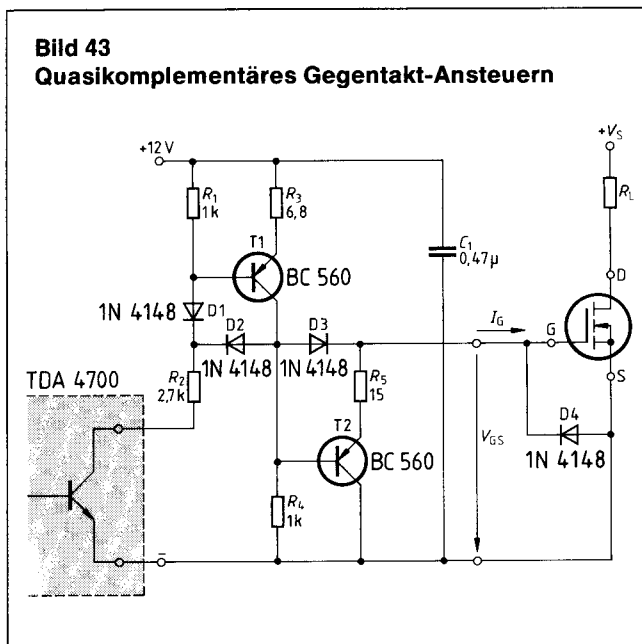 Bild 43
Quasikomplementäres Gegentakt-Ansteuern
+12 V
+VS
R1
1k
R3
6,8
RL
T1
C1
0,47µ
BC 560
D
1N 4148
D1
IG
G
D2
D3
1N 4148
1N 4148
S
TDA 4700
R2
2,7k
R5
15
T2
D4
VGS
BC 560
1N 4148
R4
1k